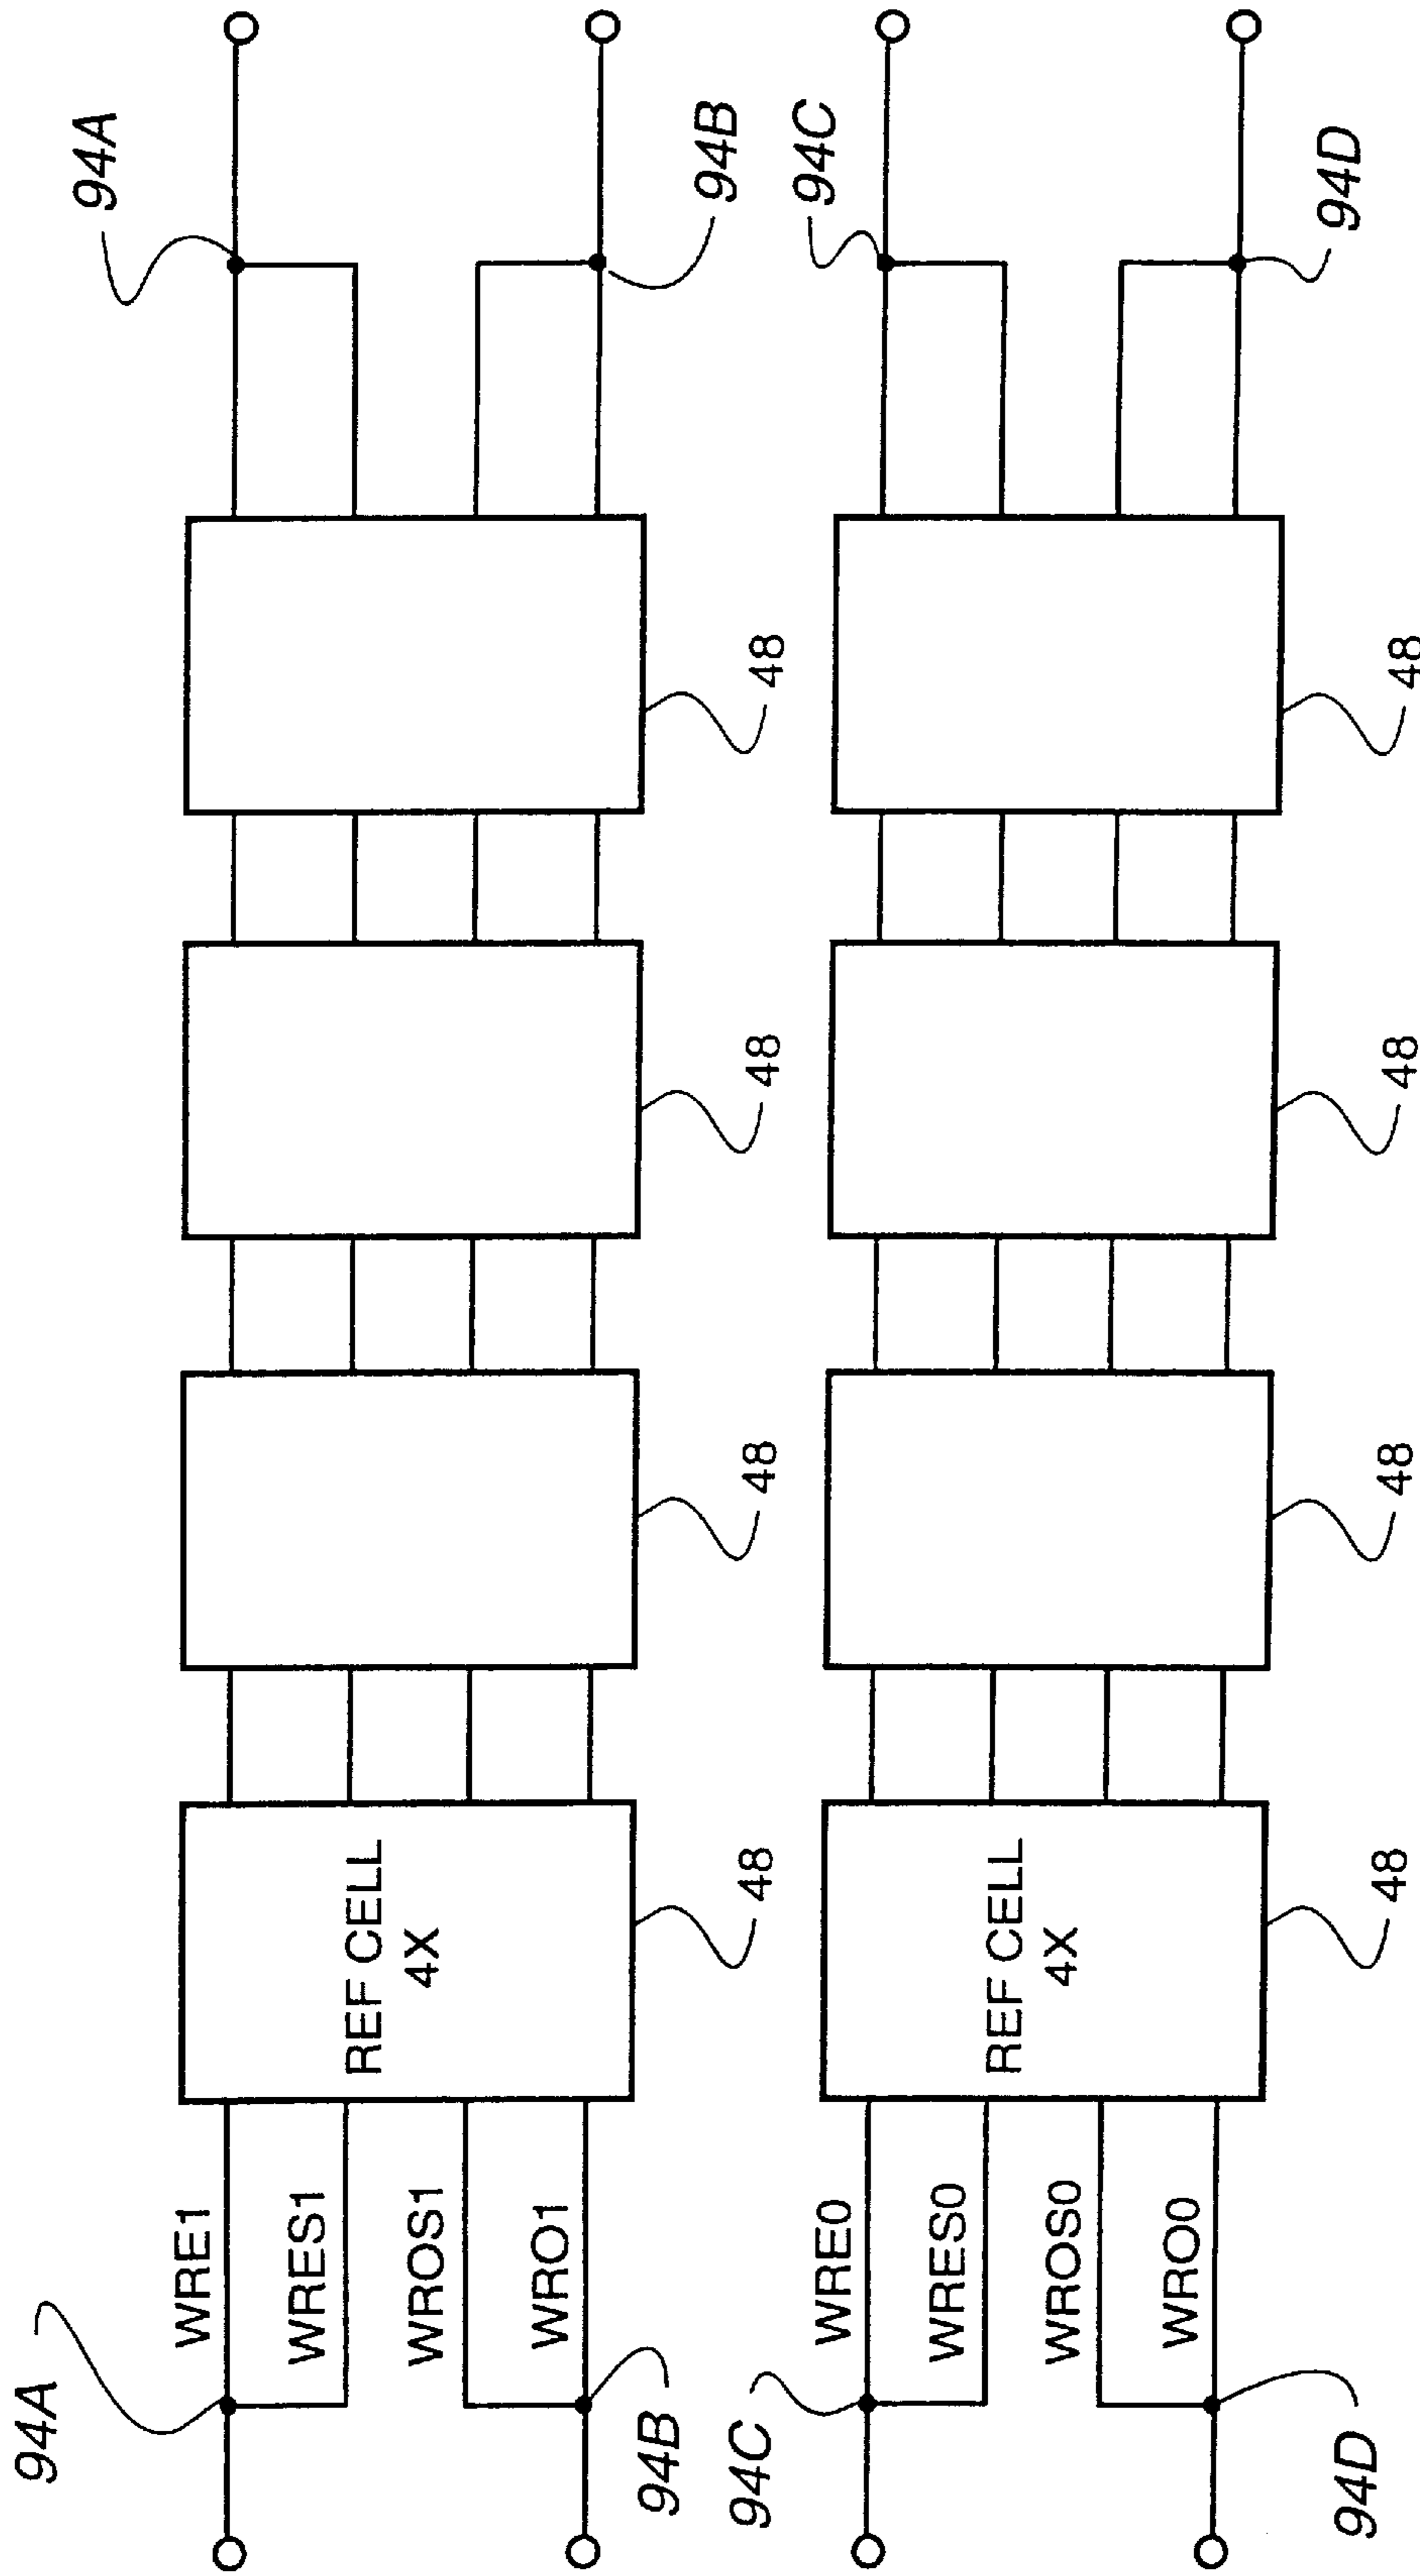 94A
94A
WRE1
WRES1
WROS1
WRO1
REF CELL
4X
94B
48
48
48
48
94B
94C
94C
WRE0
WRES0
WROS0
WRO0
REF CELL
4X
94D
48
48
48
48
94D